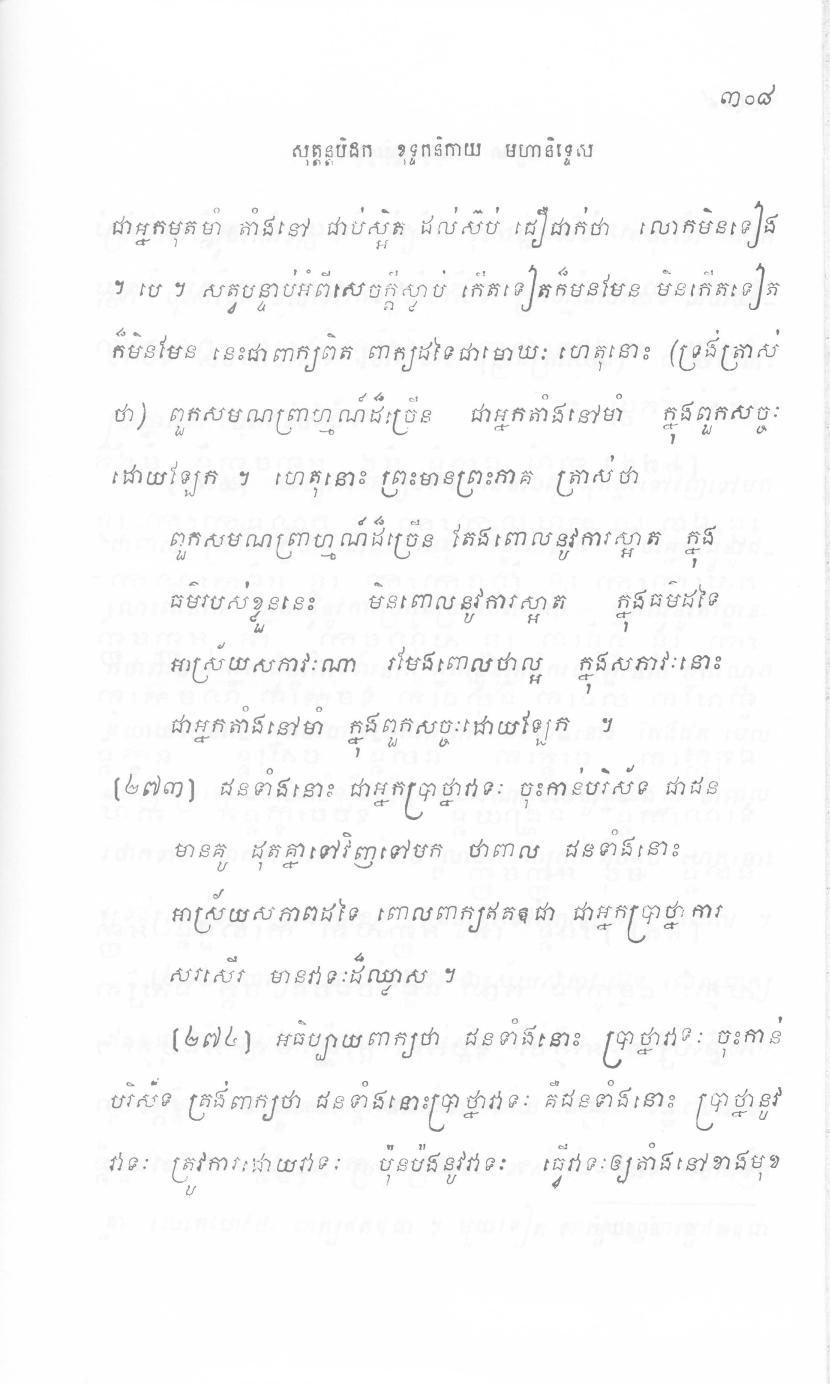 ៣០៨
សុត្តន្តបិដក ខុទ្ទកនិកាយ មហានិទ្ទេស
ជាអ្នកមុតមាំ តាំងនៅ ជាប់ស្អិត ដល់ស៊ប់ ជឿជាក់ថា លោកមិនទៀង
។ បេ ។ សត្វបន្ទាប់អំពីសេចក្តីស្លាប់ កើតទៀតក៏មនមែន មិនកើតទៀត
ក៏មិនមែន នេះជាពាក្យពិត ពាក្យដទៃជាមោឃៈ ហេតុនោះ (ទ្រង់ត្រាស់
ថា) ពួកសមណព្រាហ្មណ៍ដ៏ច្រើន ជាអ្នកតាំងនៅមាំ ក្នុងពួកសច្ចៈ
ដោយឡែក ។ ហេតុនោះ ព្រះមានព្រះភាគ ត្រាស់ថា
ពួកសមណព្រាហ្មណ៍ដ៏ច្រើន តែងពោលនូវការស្អាត ក្នុង
ធម៌របស់ខ្លួននេះ មិនពោលនូវការស្អាត ក្នុងធម៌ដទៃ
អាស្រ័យសភាវៈណា រមែងពោលថាល្អ ក្នុងសភាវៈនោះ
ជាអ្នកតាំងនៅមាំ ក្នុងពួកសច្ចៈដោយឡែក ។
[២៧៣] ជនទាំងនោះ ជាអ្នកប្រាថ្នាវាទៈ ចុះកាន់បរិស័ទ ជាជន
មានគូ ដុតគ្នាទៅវិញទៅមក ថាពាល ជនទាំងនោះ
អាស្រ័យសភាពដទៃ ពោលពាក្យឥតឧជា ជាអ្នកប្រាថ្នាការ
សរសើរ មានវាទៈដ៏ឈ្លាស ។
[២៧៤] អធិប្បាយពាក្យថា ជនទាំងនោះ ប្រាថ្នាវាទៈ ចុះកាន់
បរិស័ទ ត្រង់ពាក្យថា ជនទាំងនោះប្រាថ្នាវាទៈ គឺជនទាំងនោះ ប្រាថ្នានូវ
វាទៈ ត្រូវការដោយវាទៈ ប៉ុនប៉ងនូវវាទៈ ធ្វើវាទៈឲ្យតាំងនៅខាងមុខ